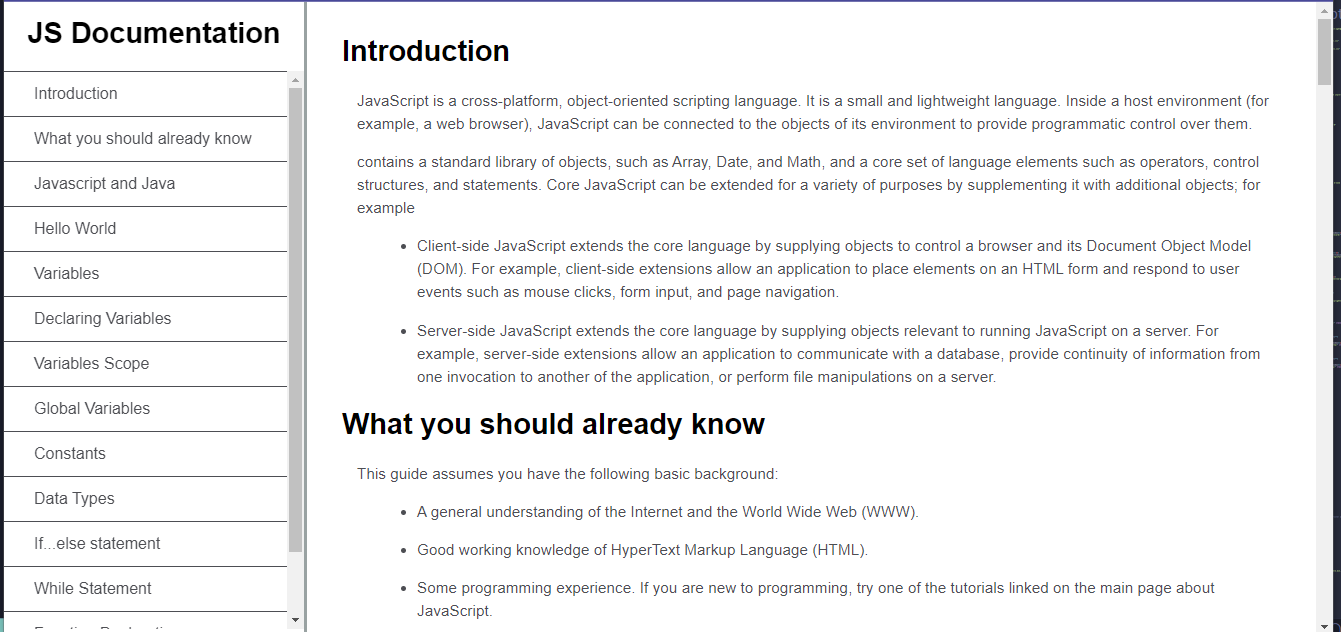 JS Documentation
Introduction
What you should already know
Javascript and Java
Hello World
Variables
Declaring Variables
Variables Scope
Global Variables
Constants
Data Types
If...else statement
While Statement
Introduction
JavaScript is a cross-platform, object-oriented scripting language. It is a small and lightweight language. Inside a host environment (for
example, a web browser), JavaScript can be connected to the objects of its environment to provide programmatic control over them.
contains a standard library of objects, such as Array, Date, and Math, and a core set of language elements such as operators, control
structures, and statements. Core JavaScript can be extended for a variety of purposes by supplementing it with additional objects; for
example
• Client-side JavaScript extends the core language by supplying objects to control a browser and its Document Object Model
(DOM). For example, client-side extensions allow an application to place elements on an HTML form and respond to user
events such as mouse clicks, form input, and page navigation.
• Server-side JavaScript extends the core language by supplying objects relevant to running JavaScript on a server. For
example, server-side extensions allow an application to communicate with a database, provide continuity of information from
one invocation to another of the application, or perform file manipulations on a server.
What you should already know
This guide assumes you have the following basic background:
• A general understanding of the Internet and the World Wide Web (WWW).
• Good working knowledge of HyperText Markup Language (HTML).
• Some programming experience. If you are new to programming, try one of the tutorials linked on the main page about
JavaScript.